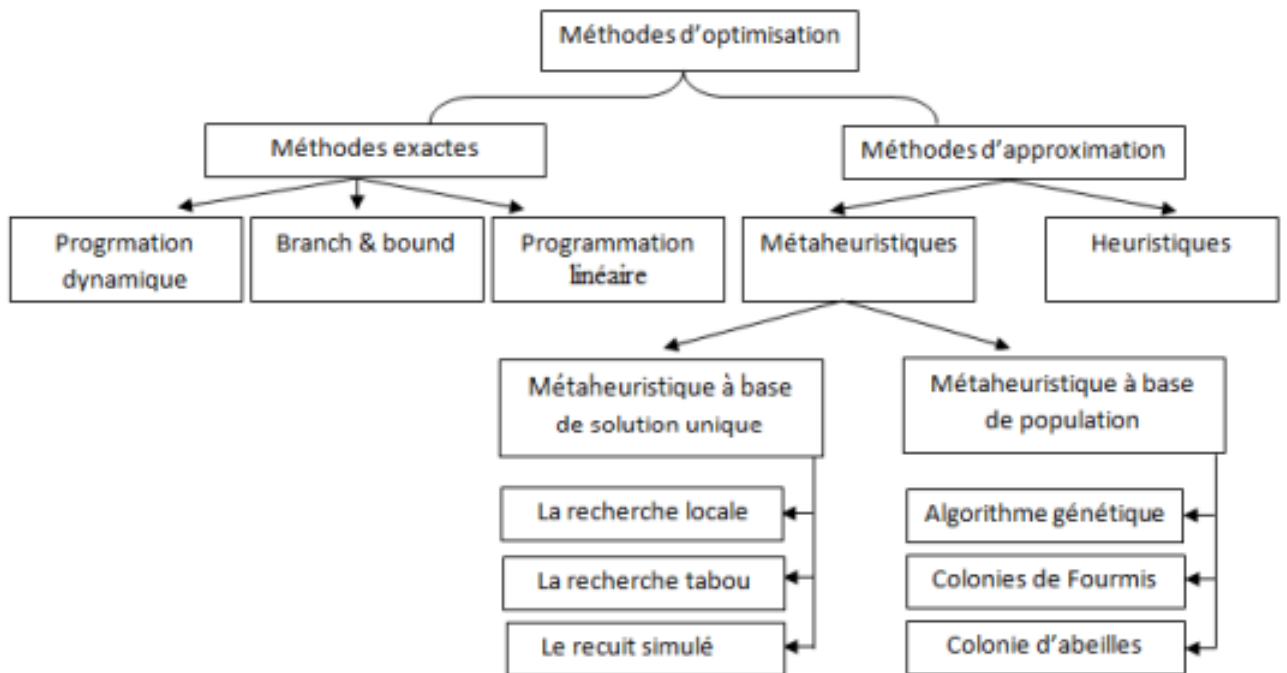 Méthodes d'optimisation
Méthodes exactes
Méthodes d'approximation
Progrmation
dynamique
Branch & bound
Programmation
linéaire
Métaheuristiques
Heuristiques
Métaheuristique à base
de solution unique
Métaheuristique à base
de population
La recherche locale
Algorithme génétique
La recherche tabou
Colonies de Fourmis
Le recuit simulé
Colonie d'abeilles